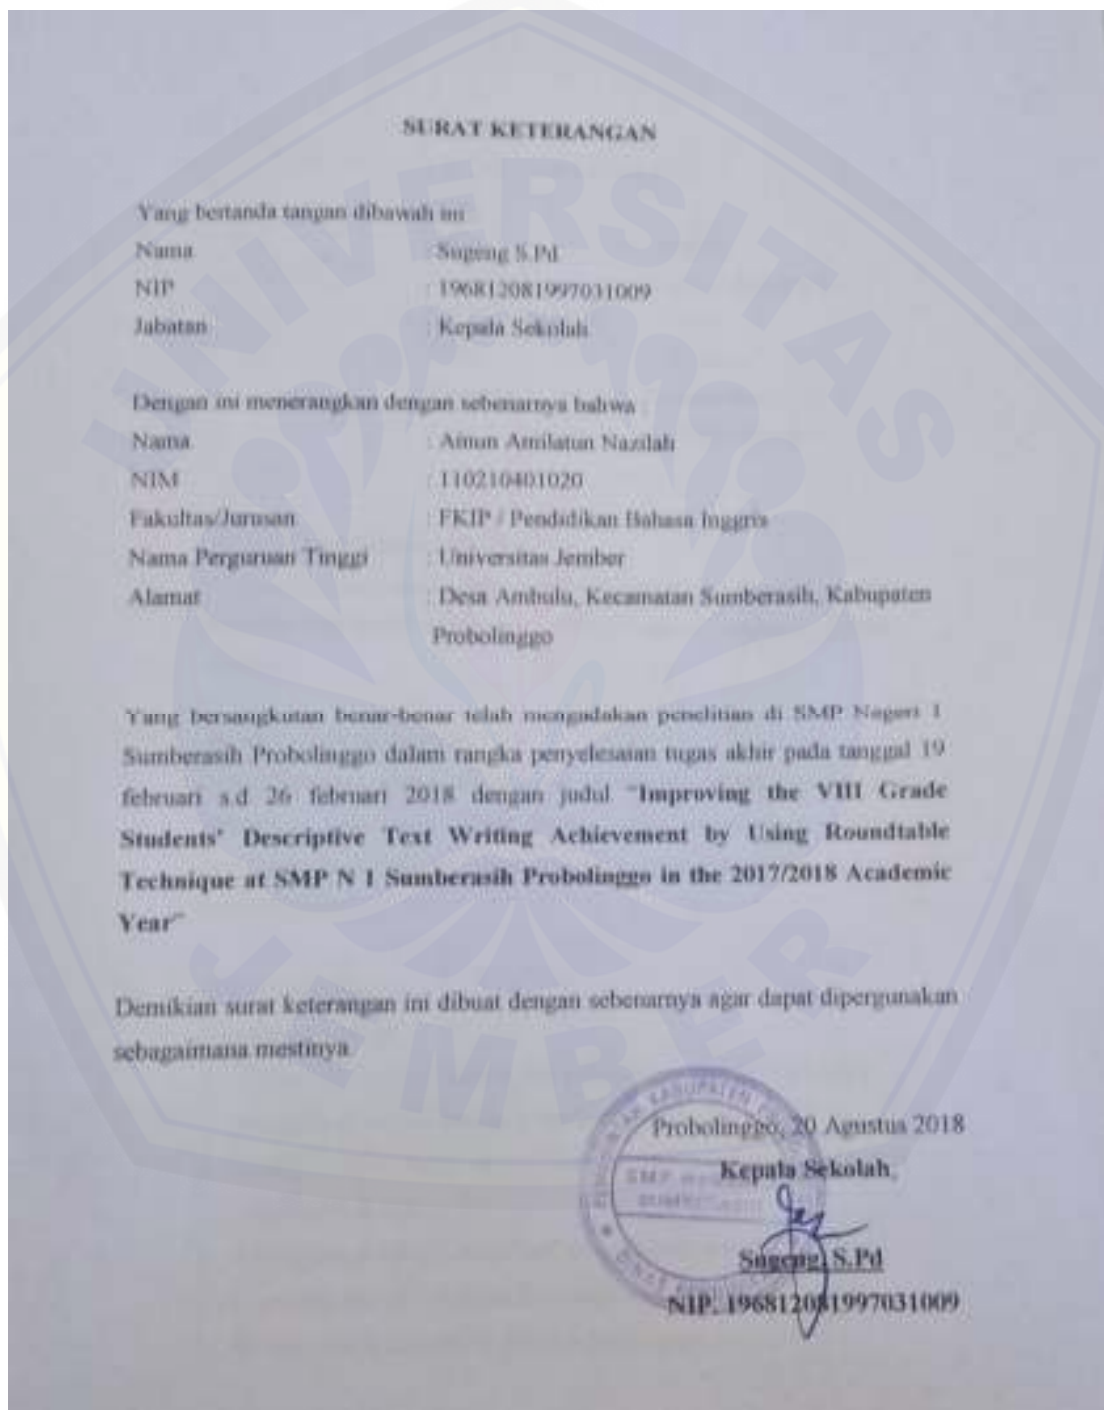 SURAT KETERANGAN
Yang bertanda tangan dibawah ini
Nama : Sugeng S.Pd
NIP : 196812081997031009
Jabatan : Kepala Sekolah
Dengan ini menerangkan dengan sebenarnya bahwa
Nama : Ainun Amilatun Nazilah
NIM : 110210401020
Fakultas/Jurusan : FKIP / Pendidikan Bahasa Inggris
Nama Perguruan Tinggi : Universitas Jember
Alamat : Desa Ambulu, Kecamatan Sumberasih, Kabupaten
Probolinggo
Yang bersangkutan benar-benar telah mengadakan penelitian di SMP Negeri 1
Sumberasih Probolinggo dalam rangka penyelesaian tugas akhir pada tanggal 19
februari s.d 26 februari 2018 dengan judul "Improving the VIII Grade
Students' Descriptive Text Writing Achievement by Using Roundtable
Technique at SMP N 1 Sumberasih Probolinggo in the 2017/2018 Academic
Year"
Demikian surat keterangan ini dibuat dengan sebenarnya agar dapat dipergunakan
sebagaimana mestinya
Probolinggo, 20 Agustus 2018
Kepala Sekolah,
Sugeng, S.Pd
NIP. 196812081997031009
UNIVERSITAS
JEMBER
KABUPATEN
SMP